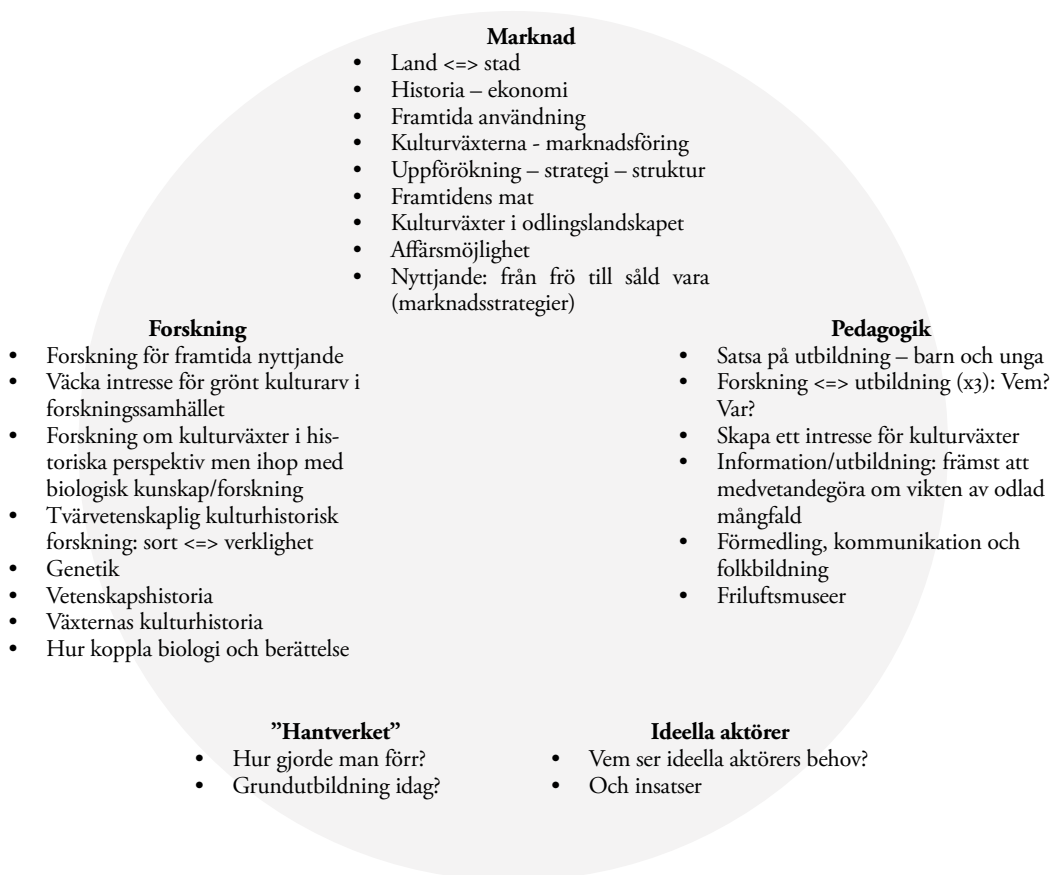 Marknad
• Land <=> stad
• Historia – ekonomi
• Framtida användning
• Kulturväxterna - marknadsföring
• Uppförökning – strategi – struktur
• Framtidens mat
• Kulturväxter i odlingslandskapet
• Affärsmöjlighet
• Nyttjande: från frö till såld vara
(marknadsstrategier)
Forskning
• Forskning för framtida nyttjande
• Väcka intresse för grönt kulturarv i
forskningssamhället
• Forskning om kulturväxter i his-
toriska perspektiv men ihop med
biologisk kunskap/forskning
• Tvärvetenskaplig kulturhistorisk
forskning: sort <=> verklighet
• Genetik
• Vetenskapshistoria
• Växternas kulturhistoria
• Hur koppla biologi och berättelse
Pedagogik
• Satsa på utbildning – barn och unga
• Forskning <=> utbildning (x3): Vem?
Var?
• Skapa ett intresse för kulturväxter
• Information/utbildning: främst att
medvetandegöra om vikten av odlad
mångfald
• Förmedling, kommunikation och
folkbildning
• Friluftsmuseer
”Hantverket”
• Hur gjorde man förr?
• Grundutbildning idag?
Ideella aktörer
• Vem ser ideella aktörers behov?
• Och insatser